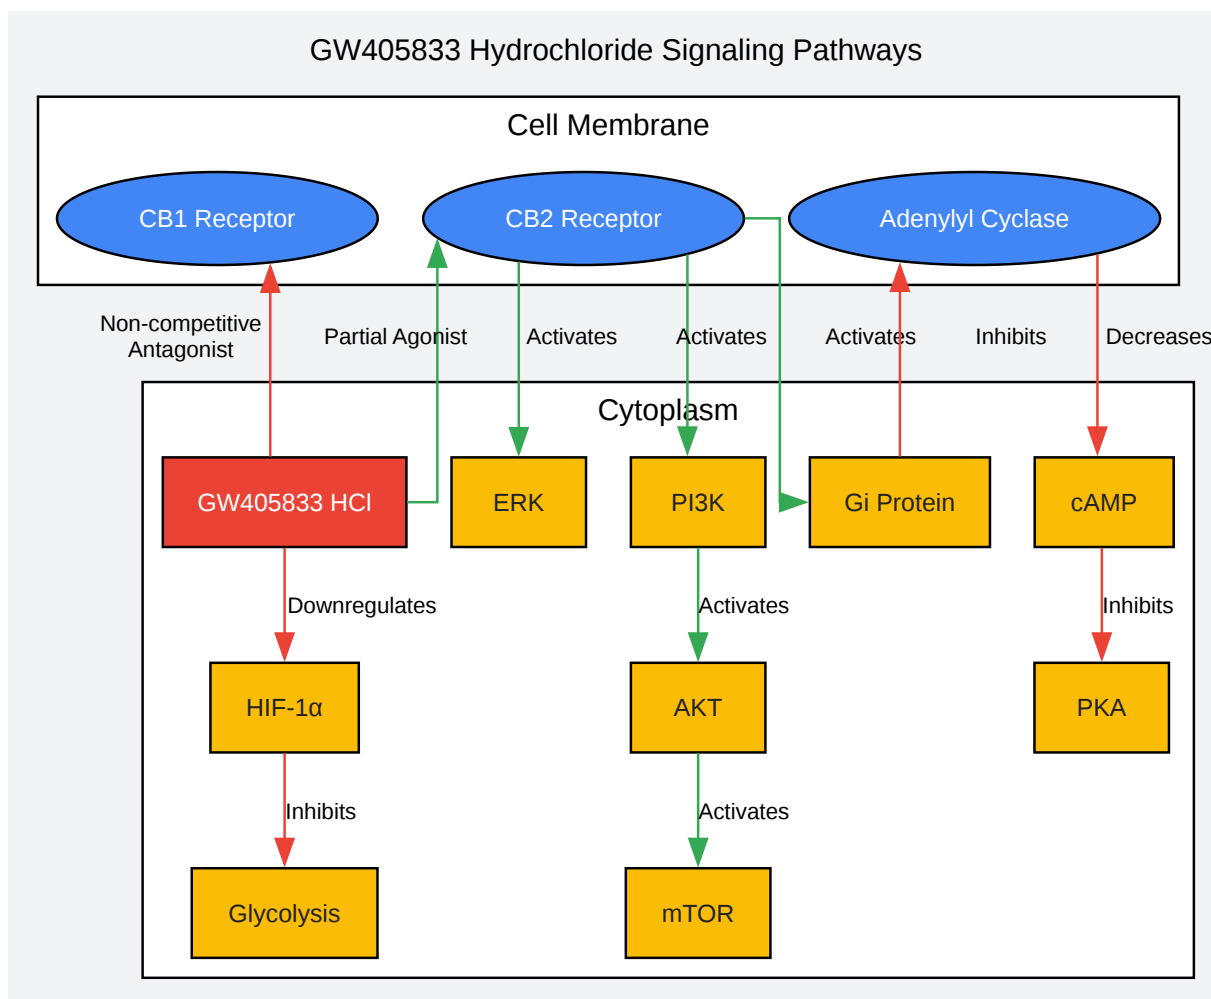 GW405833 Hydrochloride Signaling Pathways
Cell Membrane
CB1 Receptor
CB2 Receptor
Adenylyl Cyclase
Non-competitive
Antagonist
Partial Agonist
Activates
Activates
Activates
Inhibits
Decreases
Cytoplasm
GW405833 HCl
ERK
PI3K
Gi Protein
cAMP
Downregulates
Activates
Inhibits
HIF-1α
AKT
PKA
Inhibits
Activates
Glycolysis
mTOR